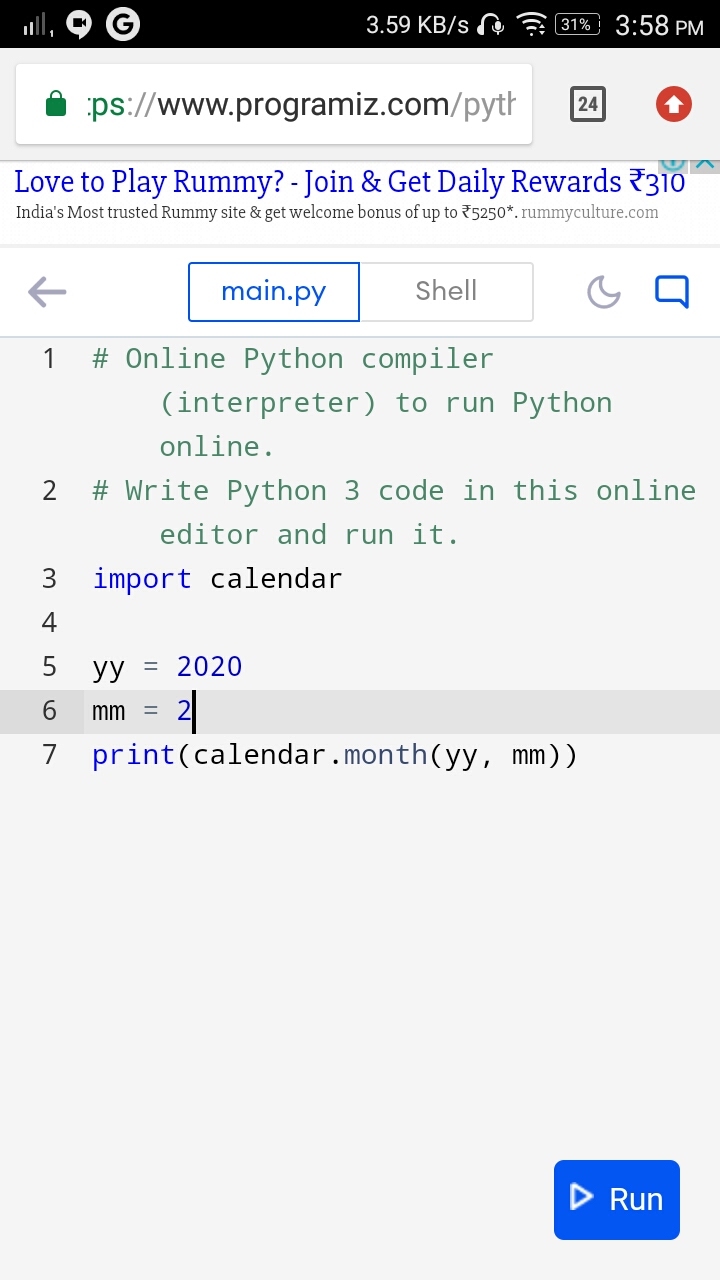 3.59 KB/s 31% 3:58 PM
ps://www.programiz.com/pyth 24
Love to Play Rummy? - Join & Get Daily Rewards ₹310
India's Most trusted Rummy site & get welcome bonus of up to ₹5250*. rummyculture.com
main.py Shell
1 # Online Python compiler
(interpreter) to run Python
online.
2 # Write Python 3 code in this online
editor and run it.
3 import calendar
4
5 yy = 2020
6 mm = 2
7 print(calendar.month(yy, mm))
Run